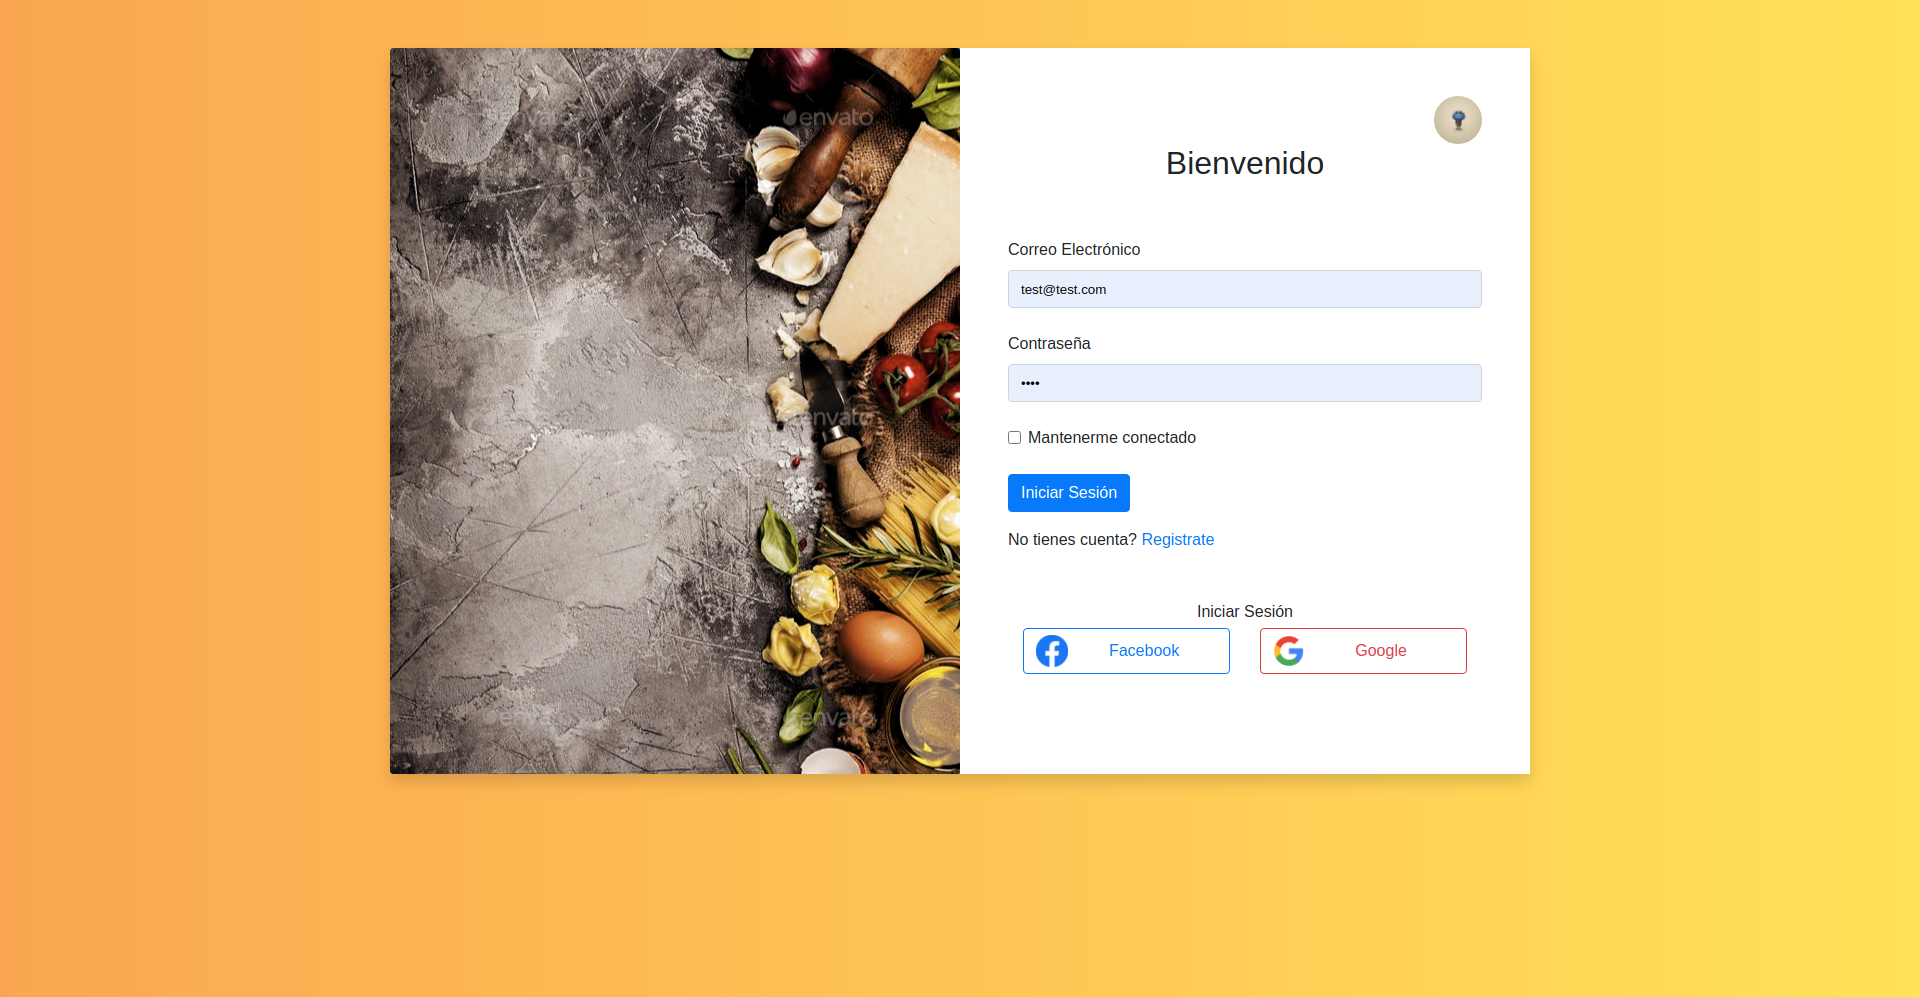 envato
envato
Bienvenido
Correo Electrónico
test@test.com
Contraseña
••••
envato
envato
Mantenerme conectado
Iniciar Sesión
No tienes cuenta? Registrate
Iniciar Sesión
Facebook
Google
envato
envato